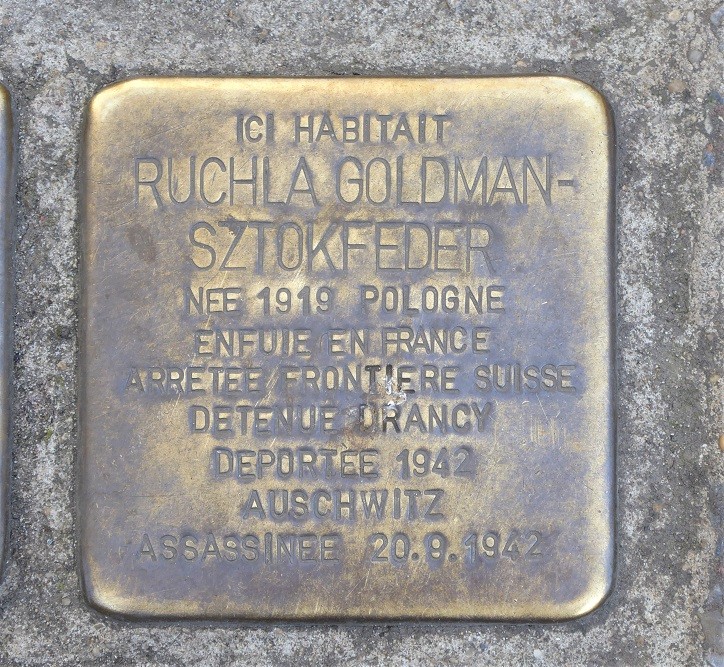 ICI HABITAIT
RUCHLA GOLDMAN-
SZTOKFEDER
NEE 1919 POLOGNE
ENFUIE EN FRANCE
ARRETEE FRONTIERE SUISSE
DETENUE DRANCY
DEPORTEE 1942
AUSCHWITZ
ASSASSINEE 20.9.1942